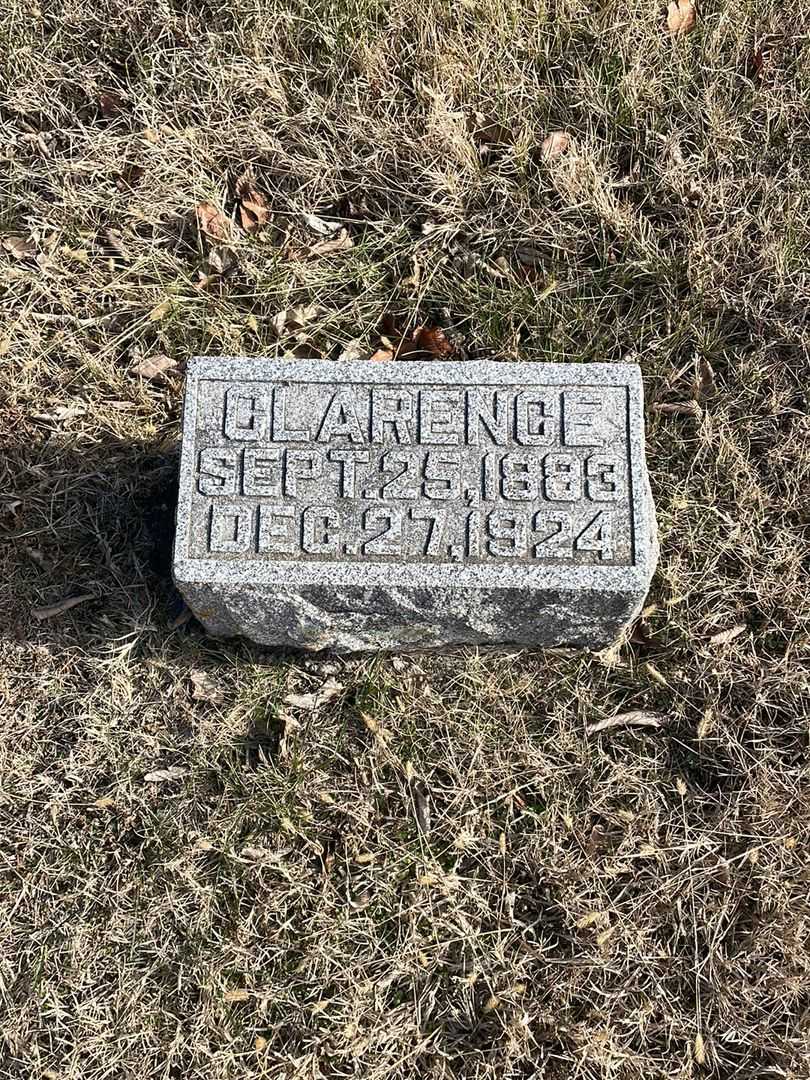 CLARENCE
SEPT. 25, 1883
DEC. 27, 1924